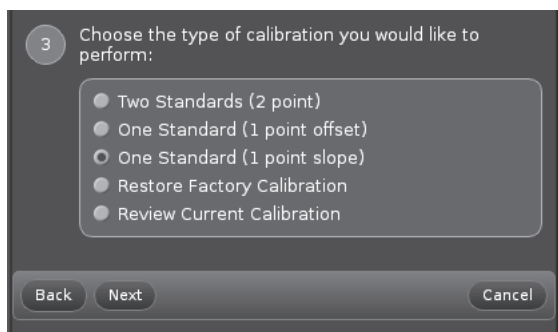 3
Choose the type of calibration you would like to
perform:
Two Standards (2 point)
One Standard (1 point offset)
One Standard (1 point slope)
Restore Factory Calibration
Review Current Calibration
Back Next Cancel